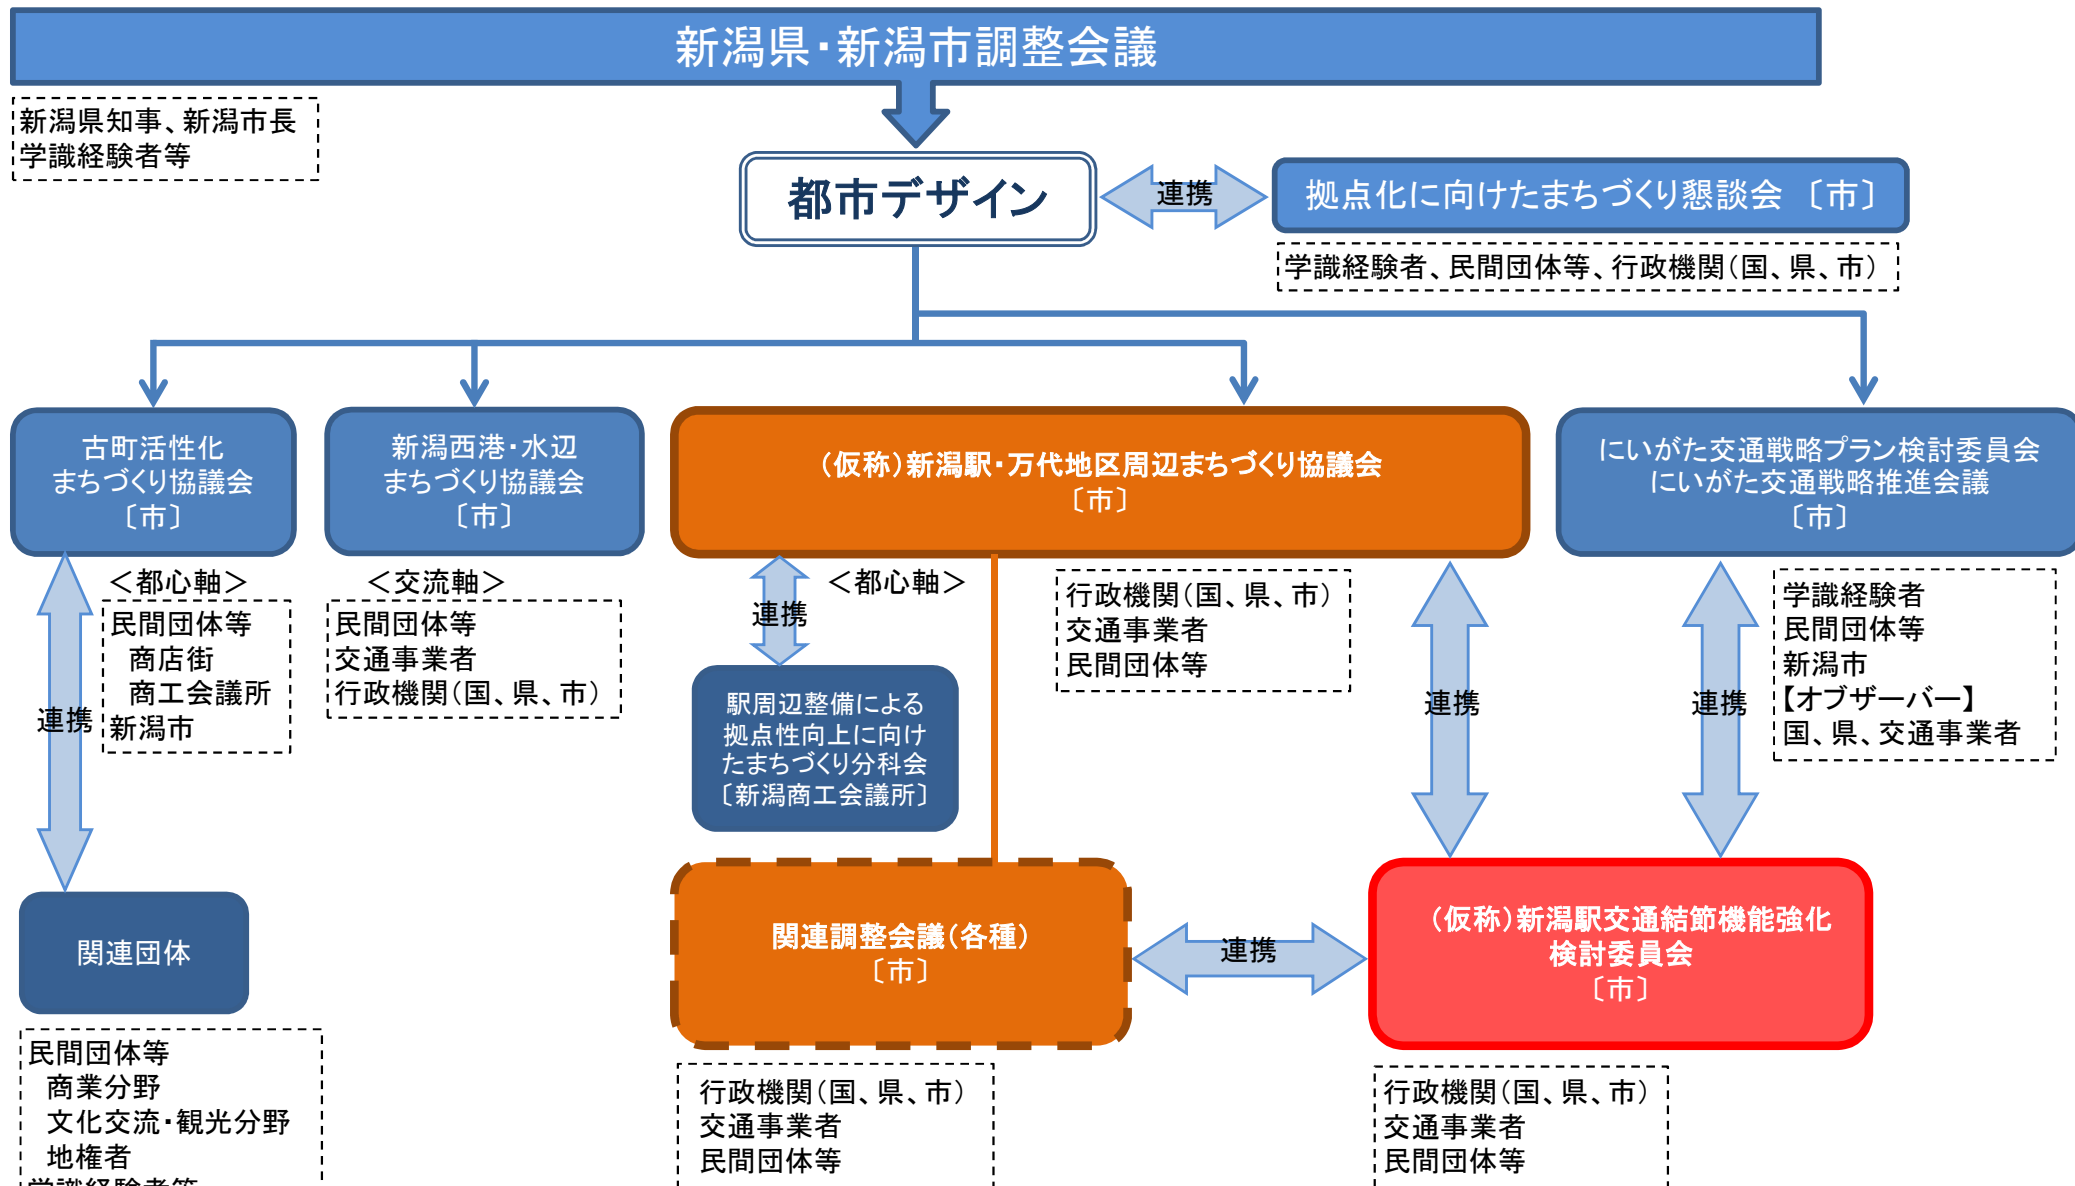 新潟県・新潟市調整会議
新潟県知事、新潟市長
学識経験者等
都市デザイン
連携
拠点化に向けたまちづくり懇談会 〔市〕
学識経験者、民間団体等、行政機関（国、県、市）
古町活性化
まちづくり協議会
〔市〕
新潟西港・水辺
まちづくり協議会
〔市〕
（仮称）新潟駅・万代地区周辺まちづくり協議会
〔市〕
にいがた交通戦略プラン検討委員会
にいがた交通戦略推進会議
〔市〕
＜都心軸＞
民間団体等
商店街
商工会議所
新潟市
連携
＜交流軸＞
民間団体等
交通事業者
行政機関（国、県、市）
連携
＜都心軸＞
行政機関（国、県、市）
交通事業者
民間団体等
連携
連携
学識経験者
民間団体等
新潟市
【オブザーバー】
国、県、交通事業者
駅周辺整備による
拠点性向上に向け
たまちづくり分科会
〔新潟商工会議所〕
関連団体
民間団体等
商業分野
文化交流・観光分野
地権者
学識経験者等
関連調整会議（各種）
〔市〕
連携
（仮称）新潟駅交通結節機能強化
検討委員会
〔市〕
行政機関（国、県、市）
交通事業者
民間団体等
行政機関（国、県、市）
交通事業者
民間団体等